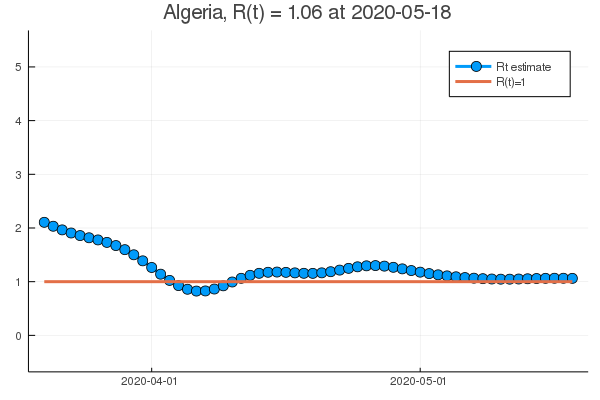 Algeria, R(t) = 1.06 at 2020-05-18
5
4
3
2
1
0
Rt estimate
R(t)=1
2020-04-01
2020-05-01